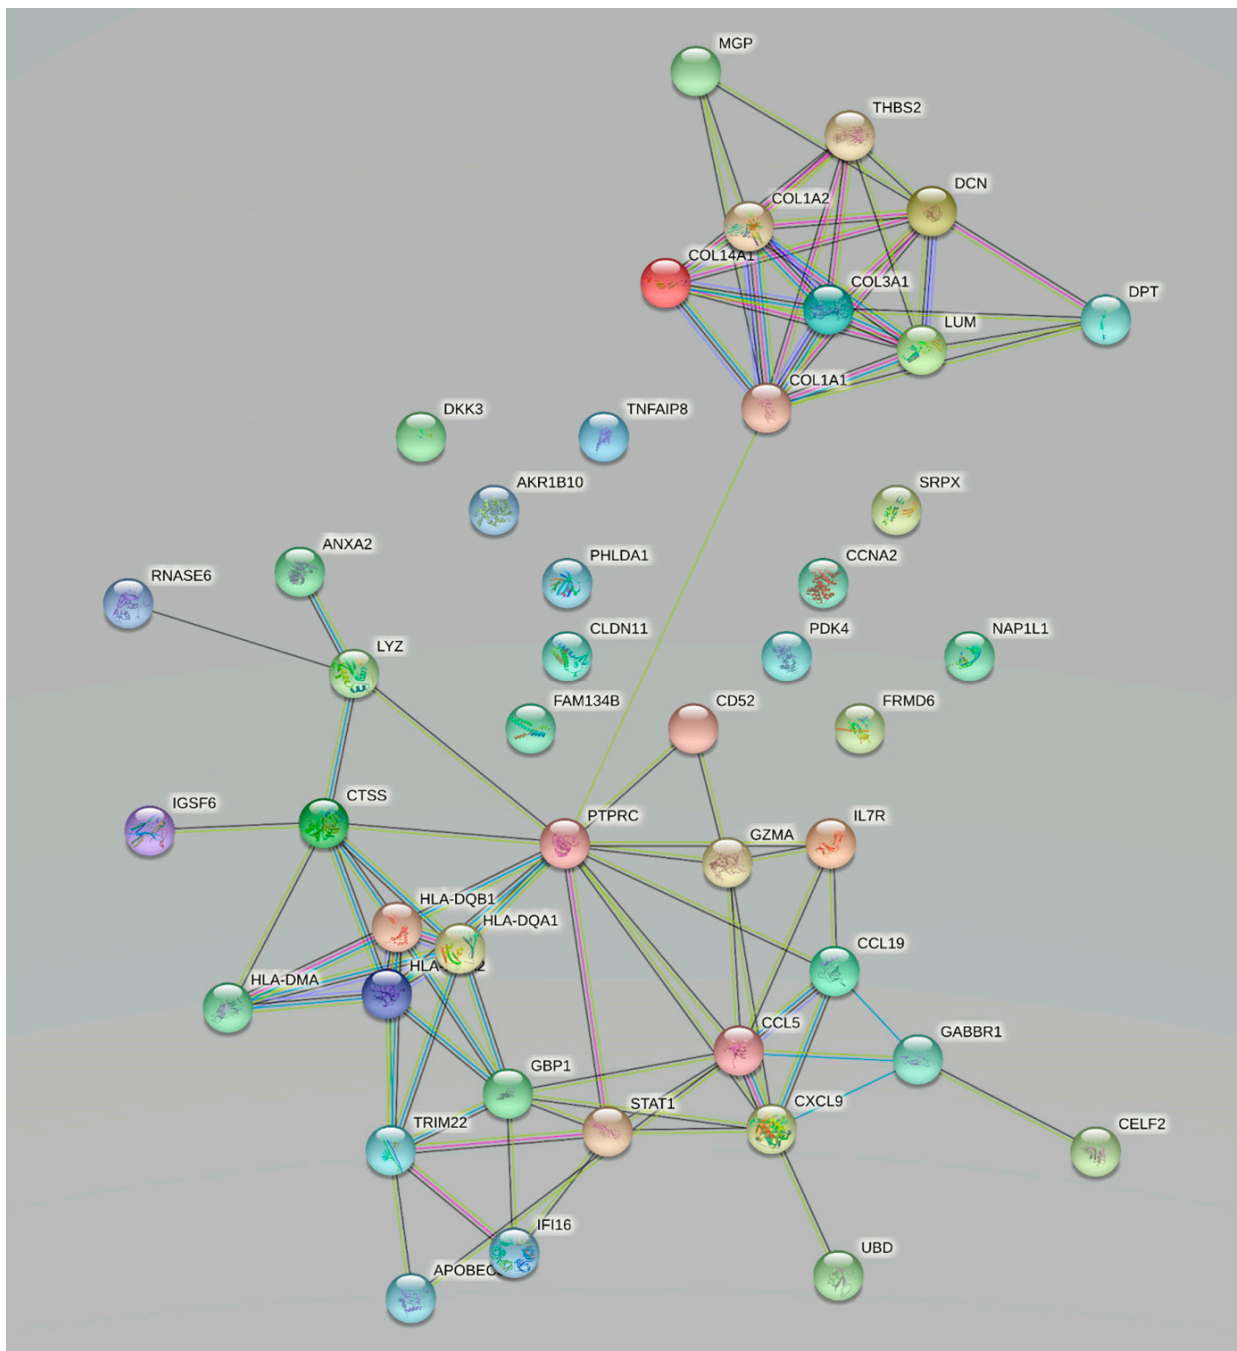 MGP
THBS2
DCN
COL1A2
COL14A1
COL3A1
DPT
LUM
COL1A1
DKK3
TNFAIP8
AKR1B10
SRPX
ANXA2
PHLDA1
CCNA2
RNASE6
CLDN11
PDK4
NAP1L1
LYZ
FAM134B
CD52
FRMD6
IGSF6
CTSS
PTPRC
GZMA
IL7R
HLA-DQB1
HLA-DQA1
CCL19
HLA-DMA
CCL5
GABBR1
GBP1
STAT1
CXCL9
TRIM22
CELF2
IFI16
UBD